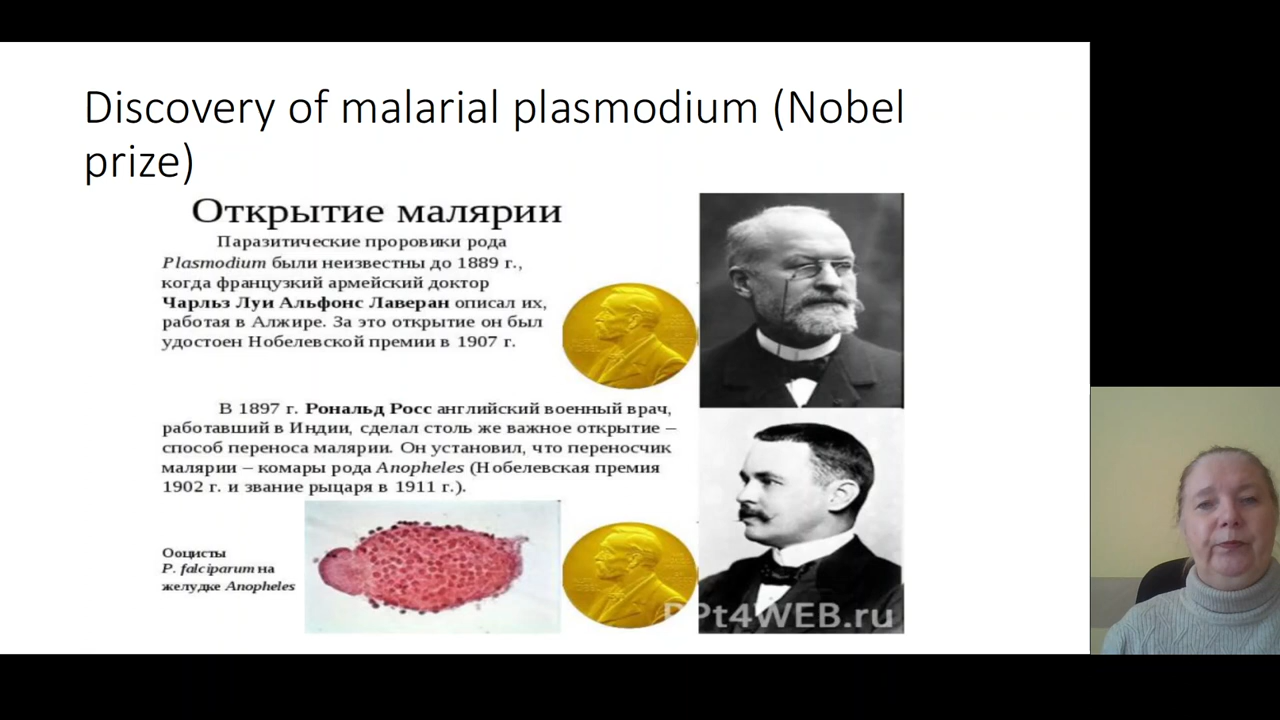 Discovery of malarial plasmodium (Nobel
prize)
Открытие малярии
Паразитические проровики рода
Plasmodium были неизвестны до 1889 г.,
когда французкий армейский доктор
Чарльз Луи Альфонс Лаверан описал их,
работая в Алжире. За это открытие он был
удостоен Нобелевской премии в 1907 г.
В 1897 г. Рональд Росс английский военный врач,
работавший в Индии, сделал столь же важное открытие –
способ переноса малярии. Он установил, что переносчик
малярии – комары рода Anopheles (Нобелевская премия
1902 г. и звание рыцаря в 1911 г.).
Ооцисты
P. falciparum на
желудке Anopheles
PPt4WEB.ru